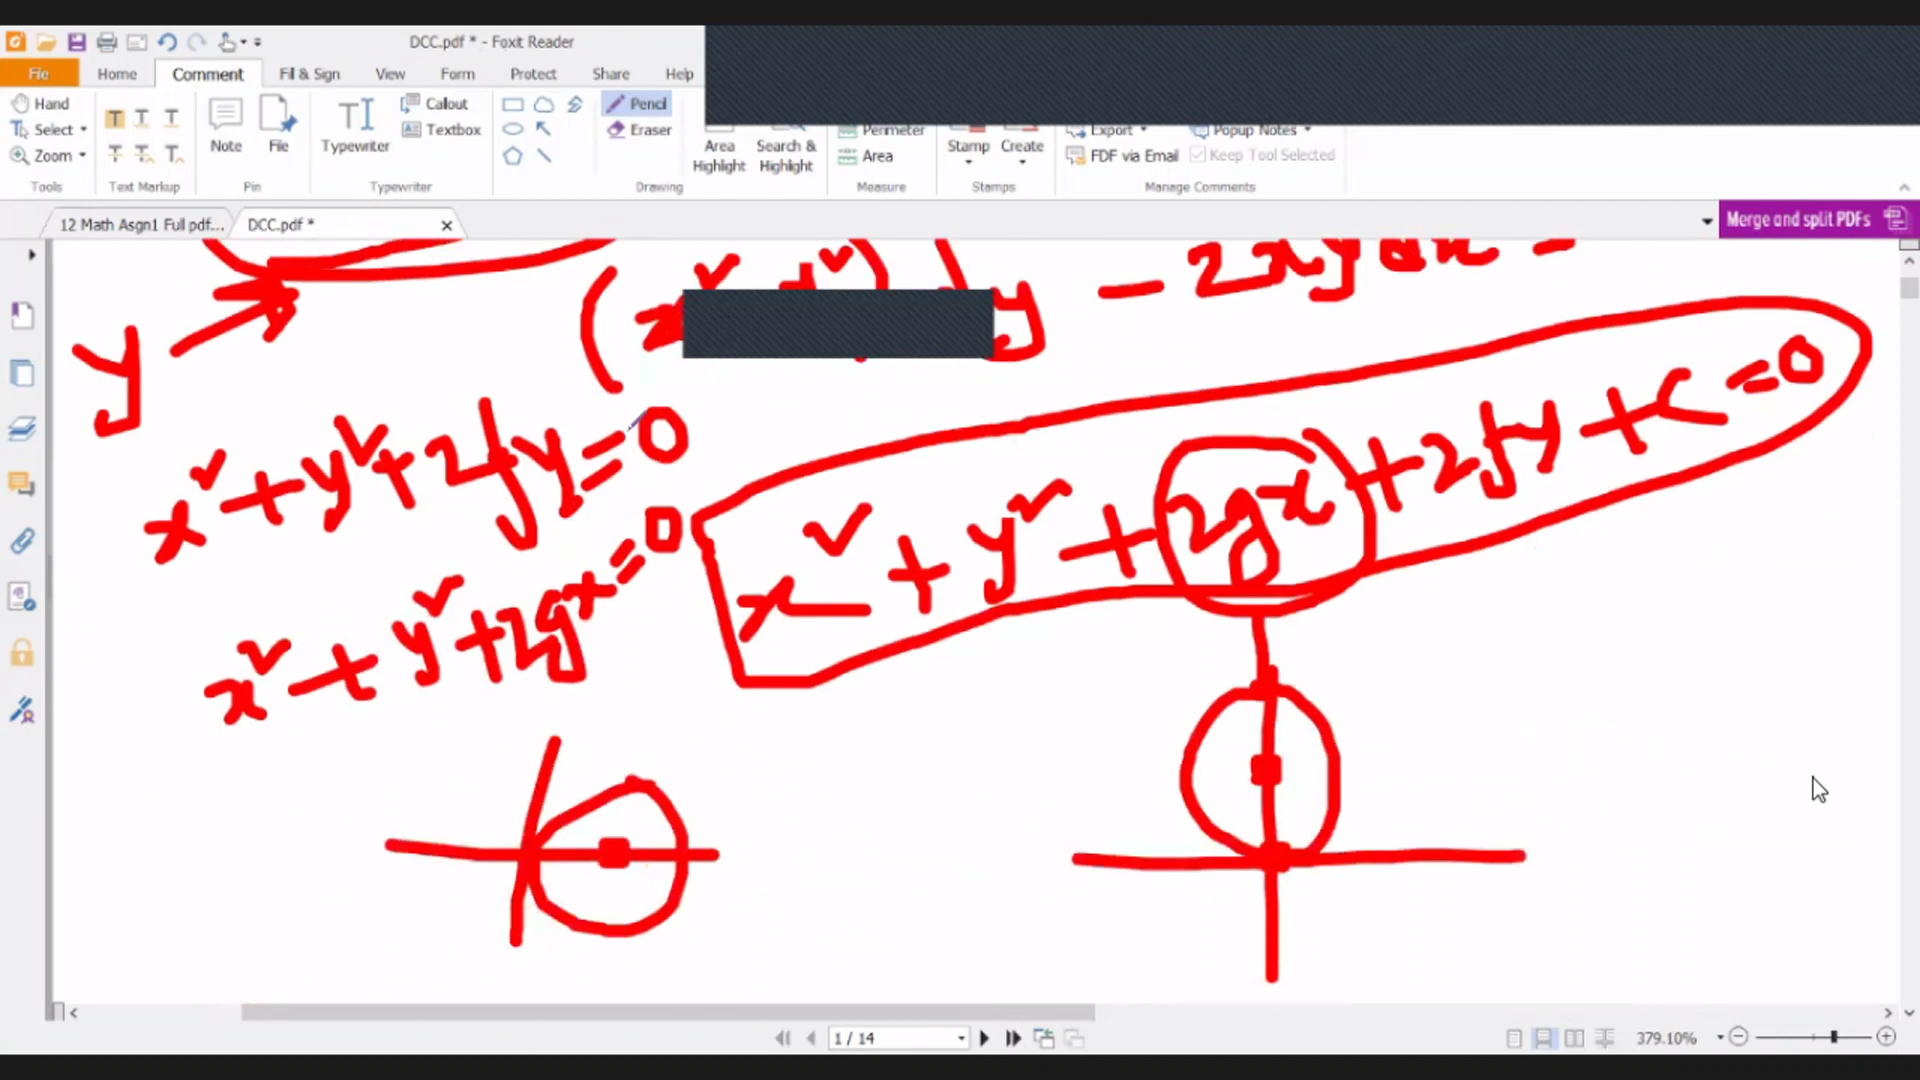 DCC.pdf * - Foxit Reader
File Home Comment Fill & Sign View Form Protect Share Help
Hand
Select
Zoom
Tools
Text Markup
Note
File
Pin
Typewriter
Callout
Textbox
Typewriter
Pencil
Eraser
Drawing
Area Highlight
Search & Highlight
Perimeter
Area
Measure
Stamp
Create
Stamps
Export
FDF via Email
Popup Notes
Keep Tool Selected
Manage Comments
12 Math Asgn1 Full pdf...
DCC.pdf *
Merge and split PDFs
y
y - 2xydx =
x² + y² + 2fy = 0
x² + y² + 2gx + 2fy + c = 0
x² + y² + 2gx = 0
1 / 14
379.10%